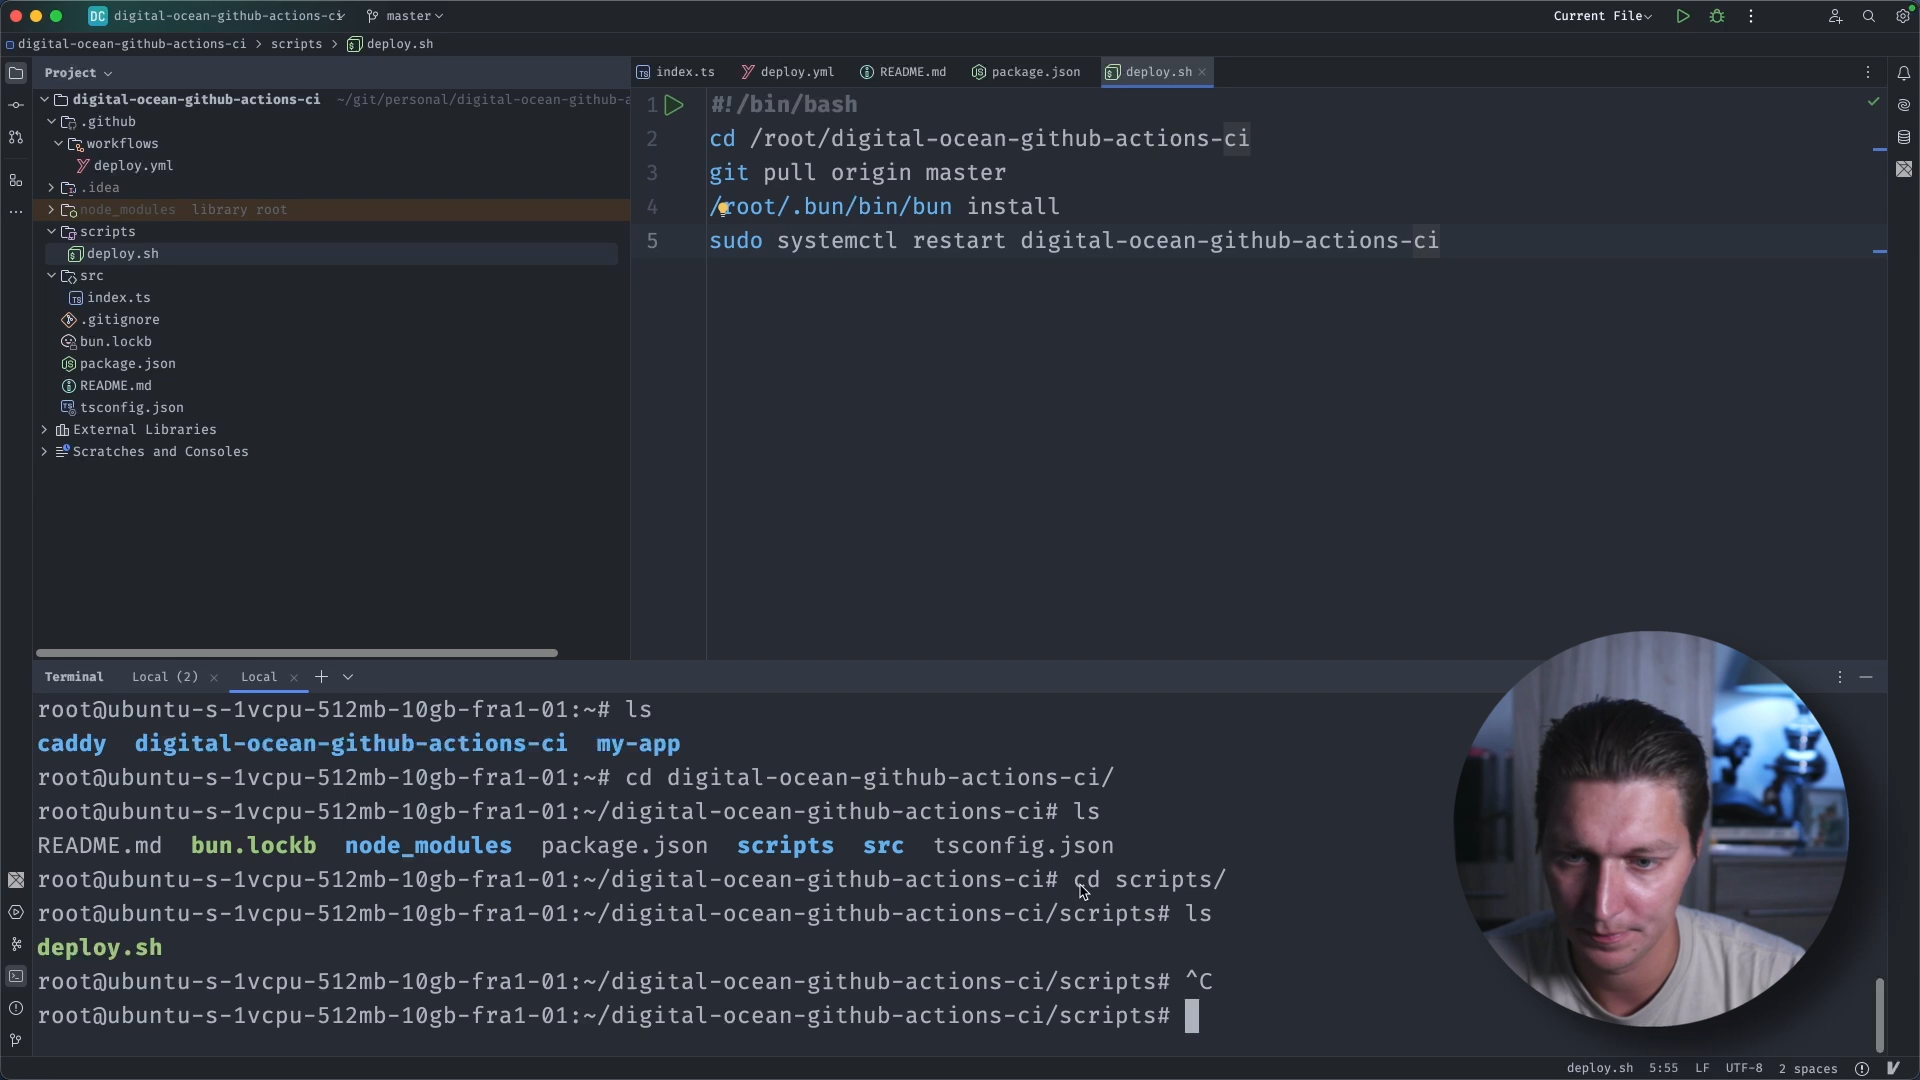 DC digital-ocean-github-actions-ci master Current File
digital-ocean-github-actions-ci > scripts > deploy.sh
Project
index.ts deploy.yml README.md package.json deploy.sh
digital-ocean-github-actions-ci ~/git/personal/digital-ocean-github-a
.github
workflows
deploy.yml
.idea
node_modules library root
scripts
deploy.sh
src
index.ts
.gitignore
bun.lockb
package.json
README.md
tsconfig.json
External Libraries
Scratches and Consoles
1 #!/bin/bash
2 cd /root/digital-ocean-github-actions-ci
3 git pull origin master
4 /root/.bun/bin/bun install
5 sudo systemctl restart digital-ocean-github-actions-ci
Terminal Local (2) Local
root@ubuntu-s-1vcpu-512mb-10gb-fra1-01:~# ls
caddy digital-ocean-github-actions-ci my-app
root@ubuntu-s-1vcpu-512mb-10gb-fra1-01:~# cd digital-ocean-github-actions-ci/
root@ubuntu-s-1vcpu-512mb-10gb-fra1-01:~/digital-ocean-github-actions-ci# ls
README.md bun.lockb node_modules package.json scripts src tsconfig.json
root@ubuntu-s-1vcpu-512mb-10gb-fra1-01:~/digital-ocean-github-actions-ci# cd scripts/
root@ubuntu-s-1vcpu-512mb-10gb-fra1-01:~/digital-ocean-github-actions-ci/scripts# ls
deploy.sh
root@ubuntu-s-1vcpu-512mb-10gb-fra1-01:~/digital-ocean-github-actions-ci/scripts# ^C
root@ubuntu-s-1vcpu-512mb-10gb-fra1-01:~/digital-ocean-github-actions-ci/scripts#
deploy.sh 5:55 LF UTF-8 2 spaces